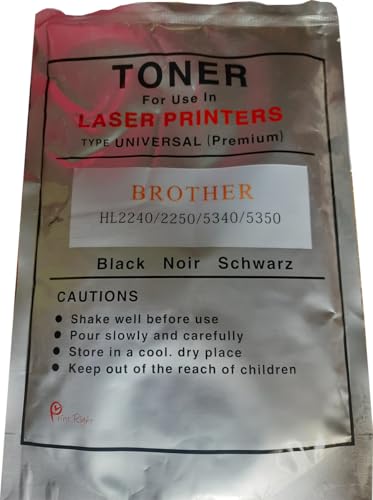 TONER
For Use In
LASER PRINTERS
TYPE UNIVERSAL (Premium)
BROTHER
HL2240/2250/5340/5350
Black Noir Schwarz
CAUTIONS
• Shake well before use
• Pour slowly and carefully
• Store in a cool. dry place
• Keep out of the reach of children